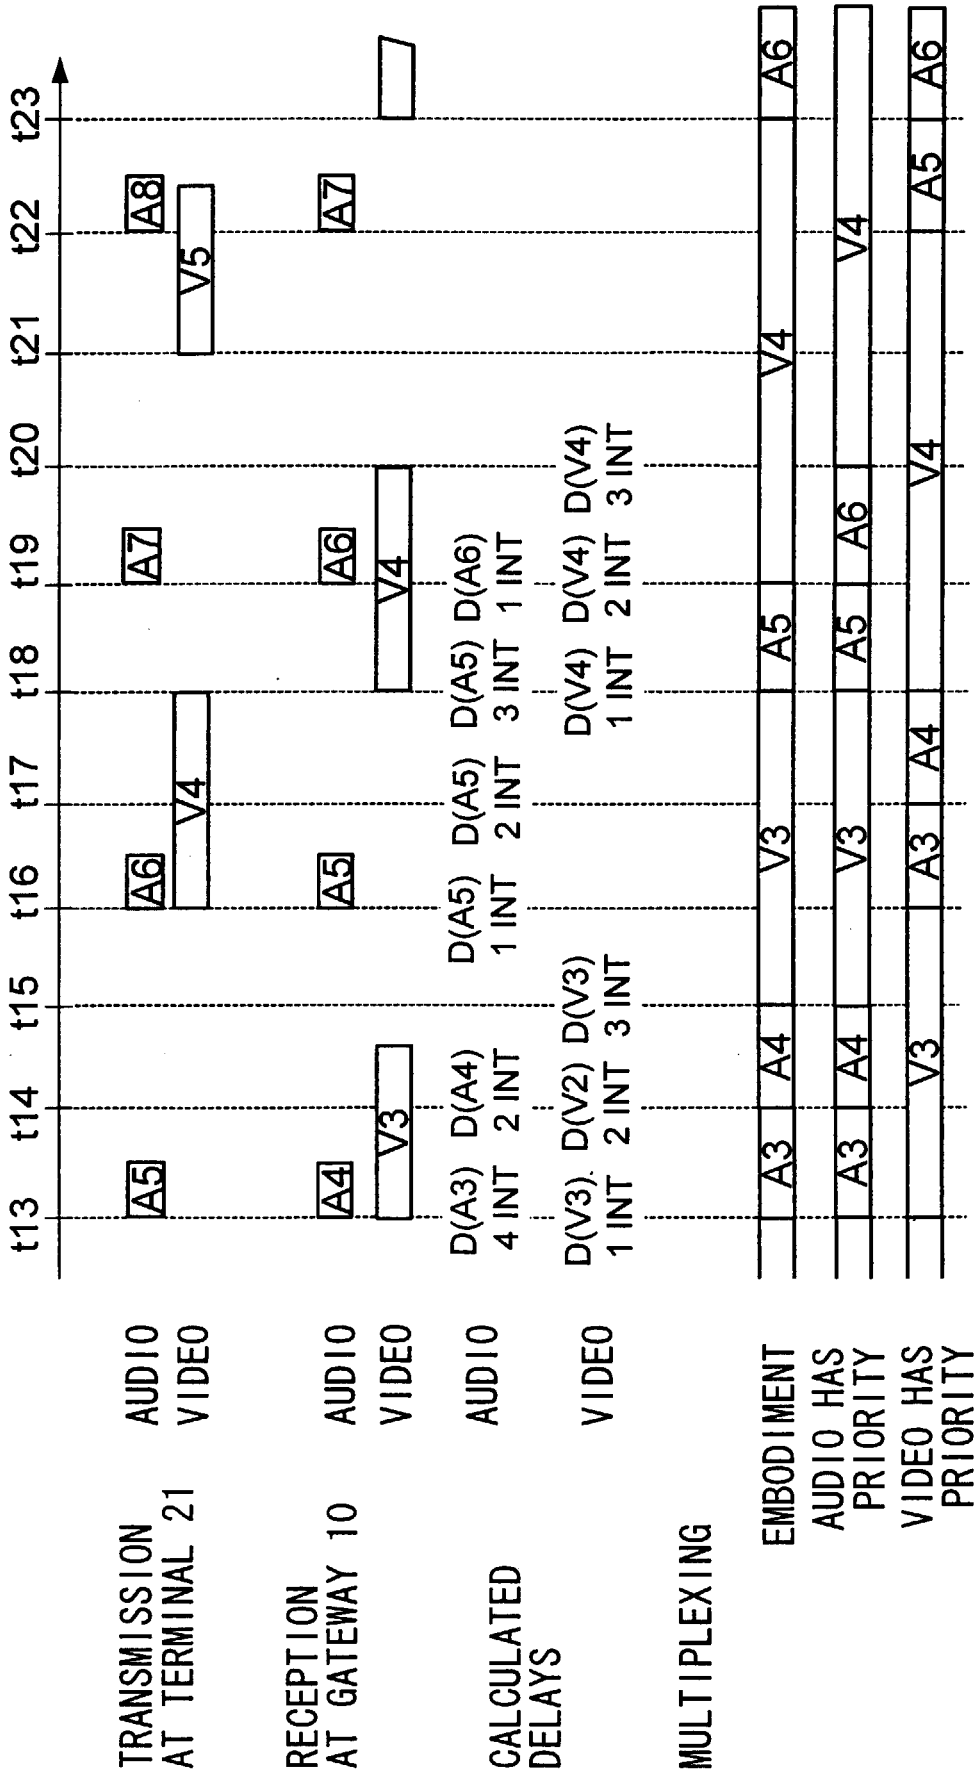 t13 t14 t15 t16 t17 t18 t19 t20 t21 t22 t23
TRANSMISSION
AT TERMINAL 21
AUDIO
A5 A6 A7 A8
VIDEO
V4 V5
RECEPTION
AT GATEWAY 10
AUDIO
A4 A5 A6 A7
VIDEO
V3 V4
CALCULATED
DELAYS
AUDIO
D(A3) D(A4) D(A5) D(A5) D(A5) D(A6)
4 INT 2 INT 1 INT 2 INT 3 INT 1 INT
VIDEO
D(V3). D(V2) D(V3) D(V4) D(V4) D(V4)
1 INT 2 INT 3 INT 1 INT 2 INT 3 INT
MULTIPLEXING
EMBODIMENT
A3 A4 V3 A5 V4 A6
AUDIO HAS
PRIORITY
A3 A4 V3 A5 A6 V4
VIDEO HAS
PRIORITY
V3 A3 A4 V4 A5 A6